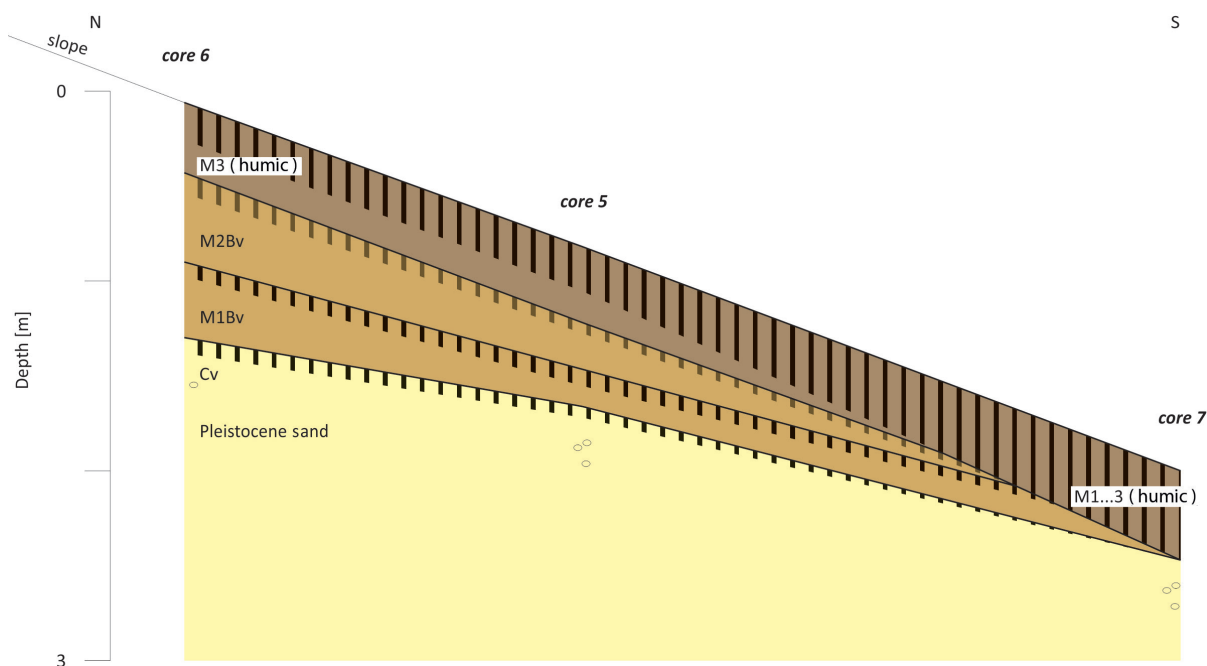 N
S
slope
core 6
0
M3 (humic)
core 5
M2Bv
M1Bv
Depth [m]
Cv
core 7
Pleistocene sand
M1...3 (humic)
3